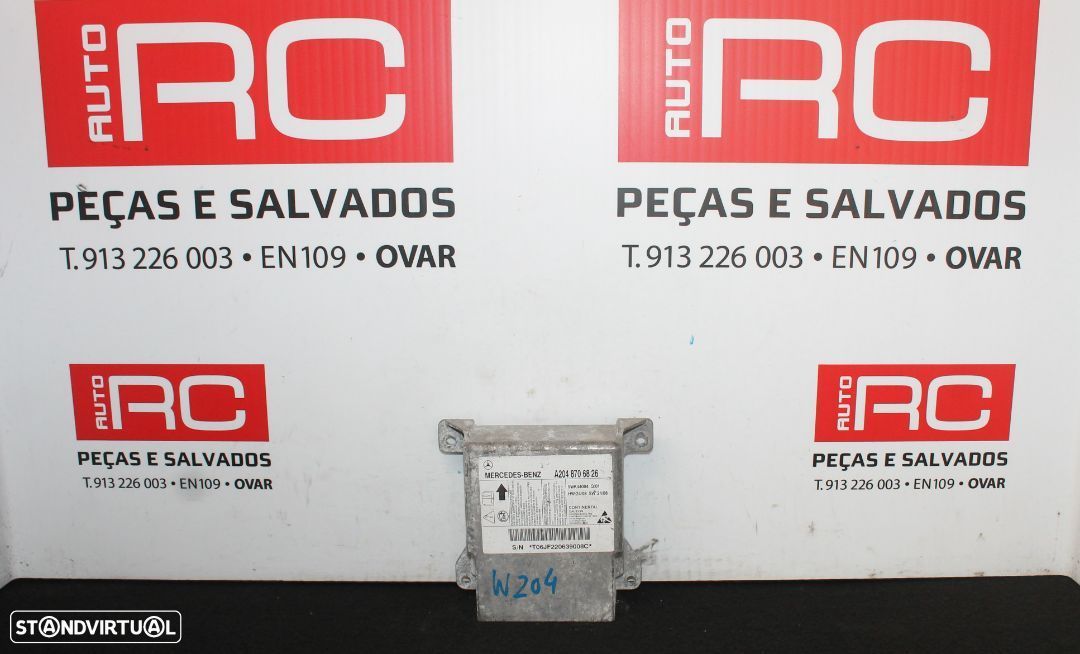 AUTO RC
PEÇAS E SALVADOS
T. 913 226 003 • EN109 • OVAR
AUTO RC
PEÇAS E SALVADOS
T. 913 226 003 • EN109 • OVAR
AUTO RC
PEÇAS E SALVADOS
T. 913 226 003 • EN109 • OVAR
AUTO RC
PEÇAS E SALVADOS
T. 913 226 003 • EN109 • OVAR
MERCEDES-BENZ A204 870 68 26
CONTINENTAL
S/N *T06JF220639008C*
W204
STANDVIRTUAL